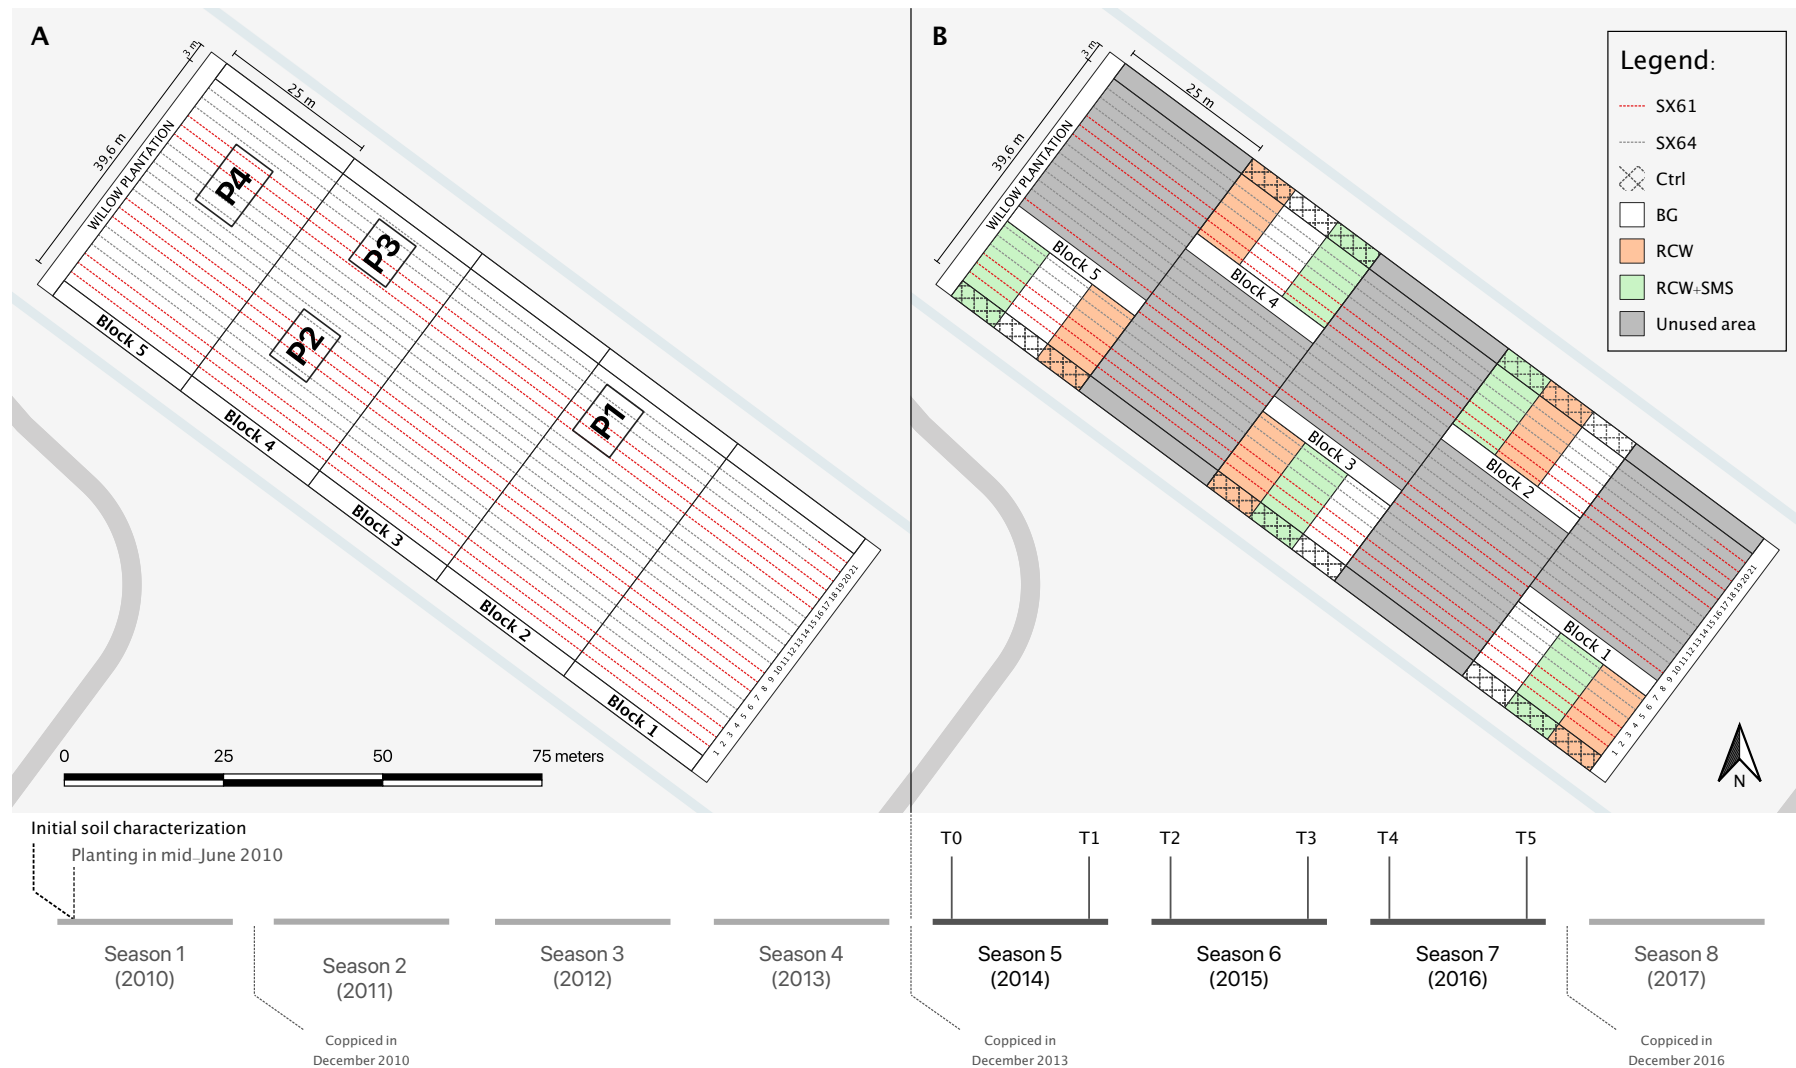 A
3 m
25 m
39,6 m
WILLOW PLANTATION
P4
P3
P2
P1
Block 5
Block 4
Block 3
Block 2
Block 1
1 2 3 4 5 6 7 8 9 10 11 12 13 14 15 16 17 18 19 20 21
0 25 50 75 meters
B
3 m
25 m
39,6 m
WILLOW PLANTATION
Block 5
Block 4
Block 3
Block 2
Block 1
1 2 3 4 5 6 7 8 9 10 11 12 13 14 15 16 17 18 19 20 21
N
Legend:
SX61
SX64
Ctrl
BG
RCW
RCW+SMS
Unused area
Initial soil characterization
Planting in mid-June 2010
T0 T1 T2 T3 T4 T5
Season 1
(2010)
Season 2
(2011)
Season 3
(2012)
Season 4
(2013)
Season 5
(2014)
Season 6
(2015)
Season 7
(2016)
Season 8
(2017)
Coppiced in
December 2010
Coppiced in
December 2013
Coppiced in
December 2016